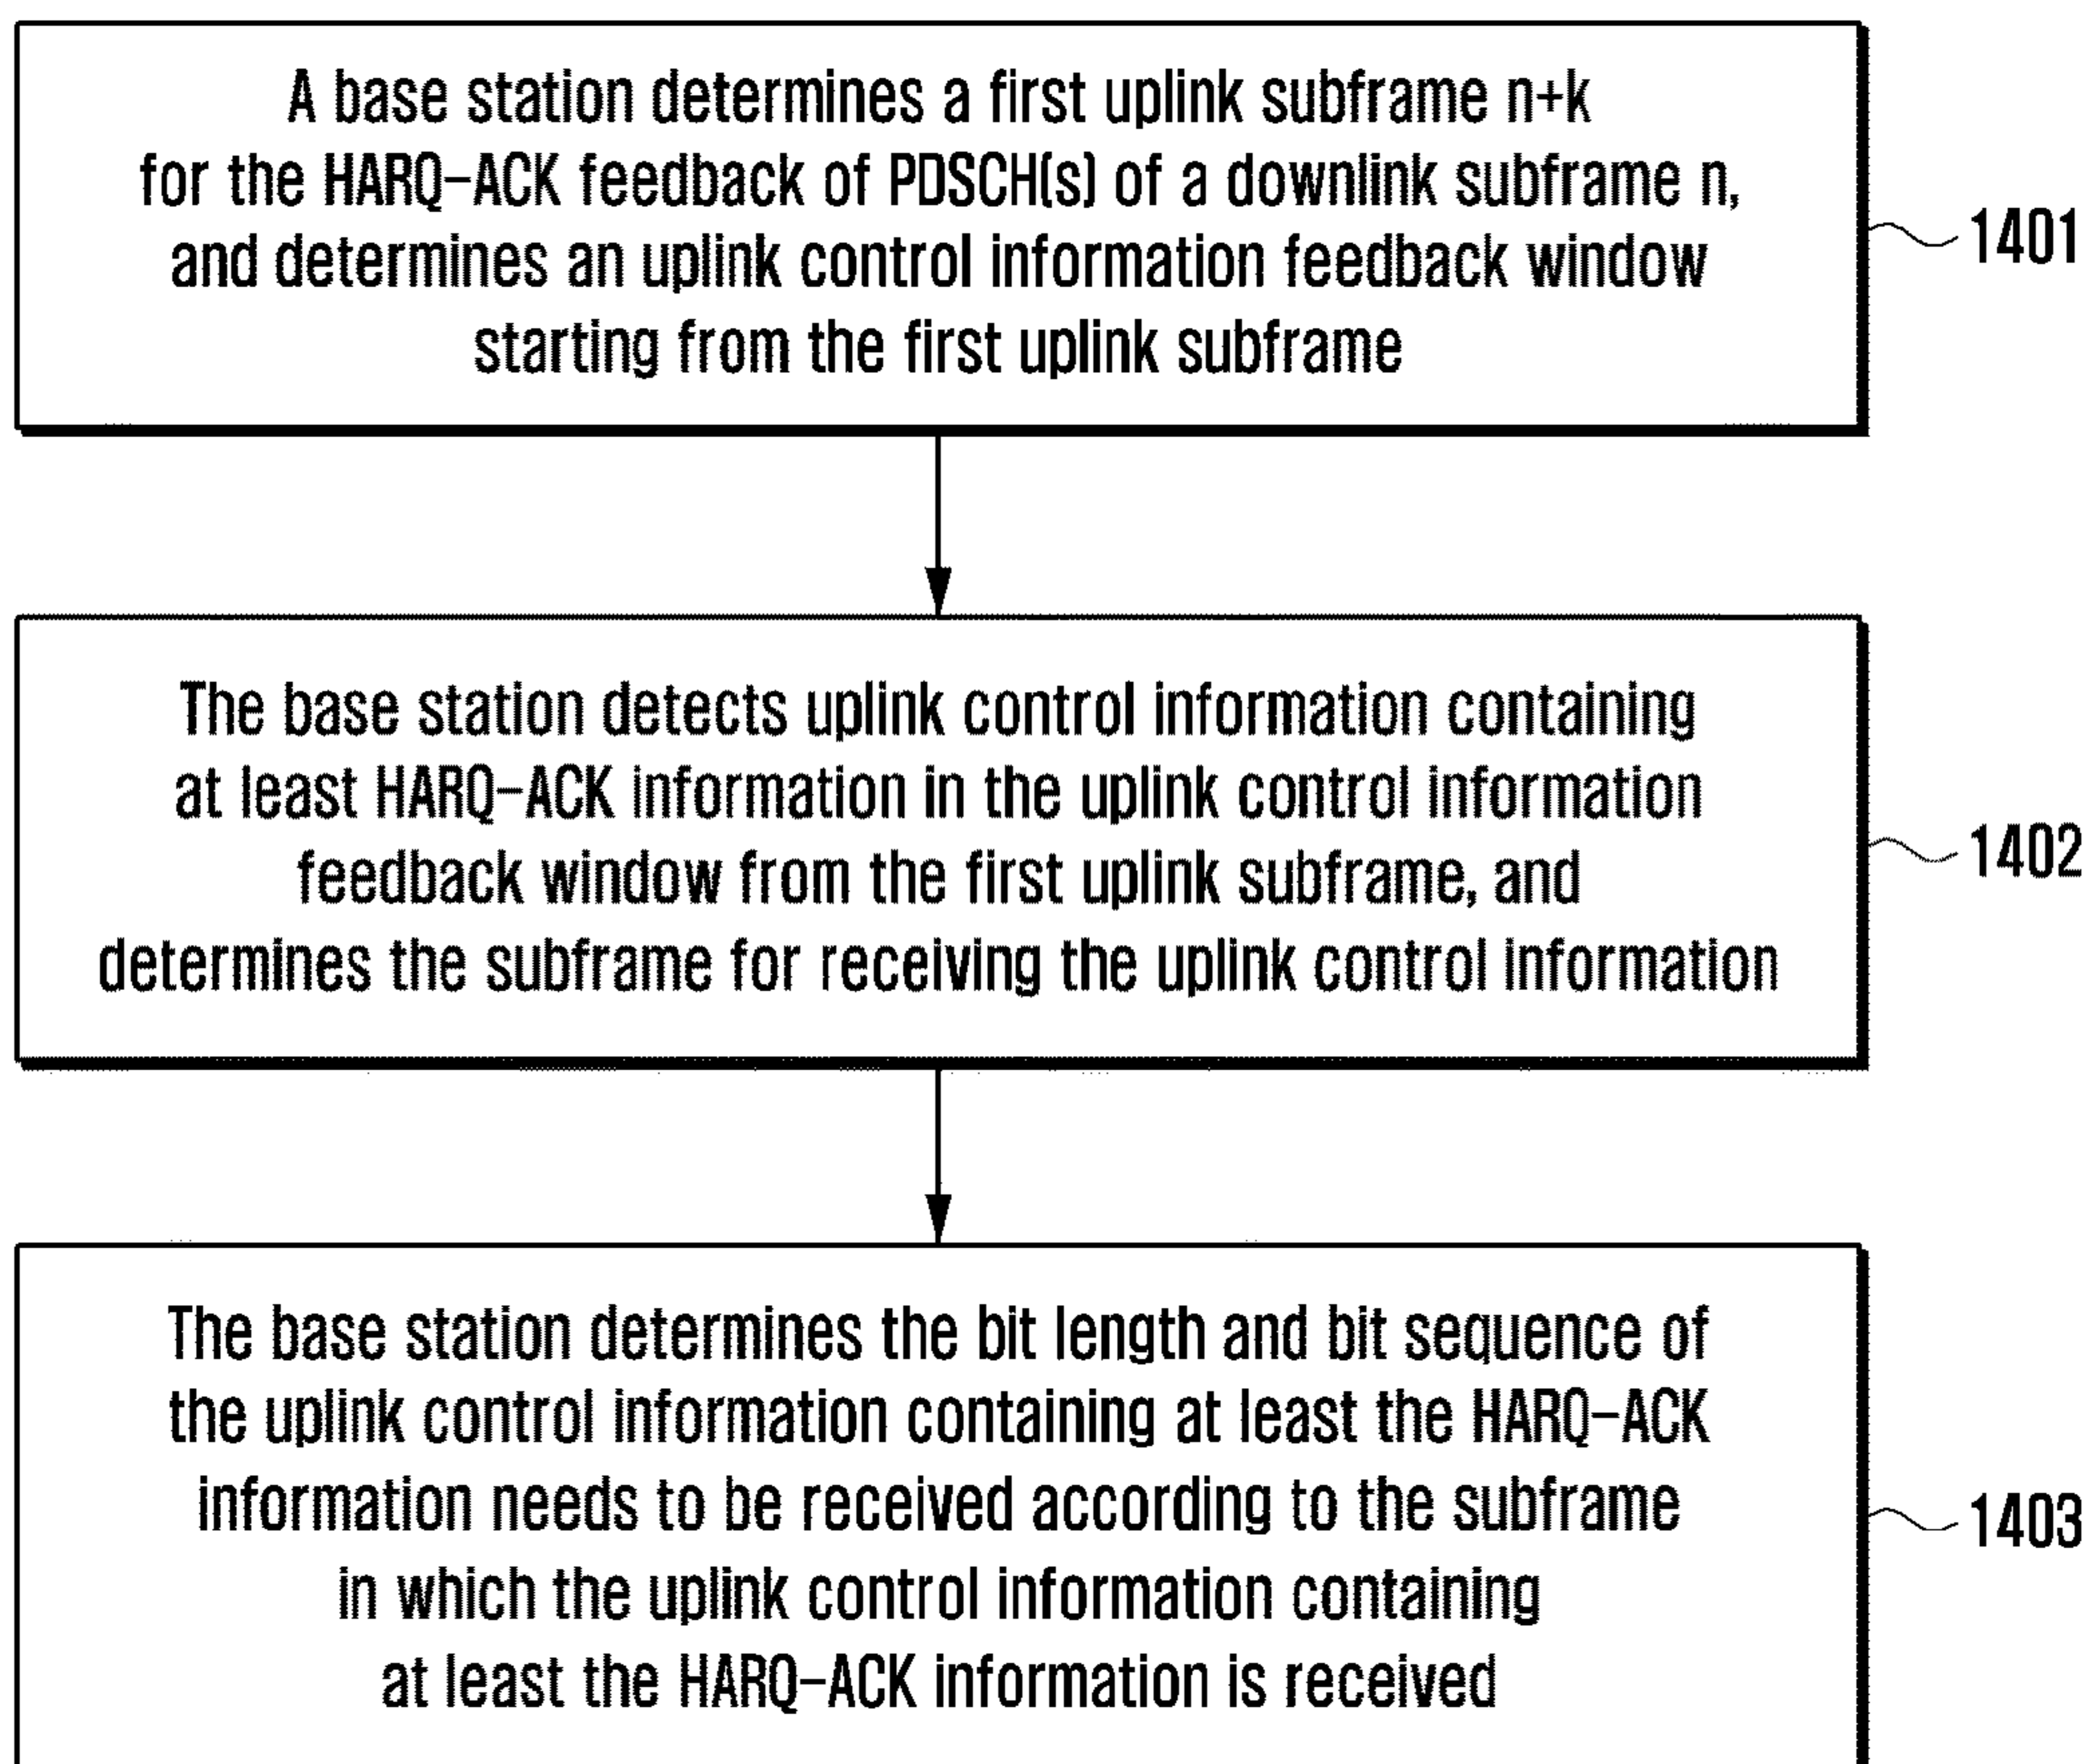 A base station determines a first uplink subframe n+k
for the HARQ-ACK feedback of PDSCH(s) of a downlink subframe n,
and determines an uplink control information feedback window
starting from the first uplink subframe
1401
The base station detects uplink control information containing
at least HARQ-ACK information in the uplink control information
feedback window from the first uplink subframe, and
determines the subframe for receiving the uplink control information
1402
The base station determines the bit length and bit sequence of
the uplink control information containing at least the HARQ-ACK
information needs to be received according to the subframe
in which the uplink control information containing
at least the HARQ-ACK information is received
1403